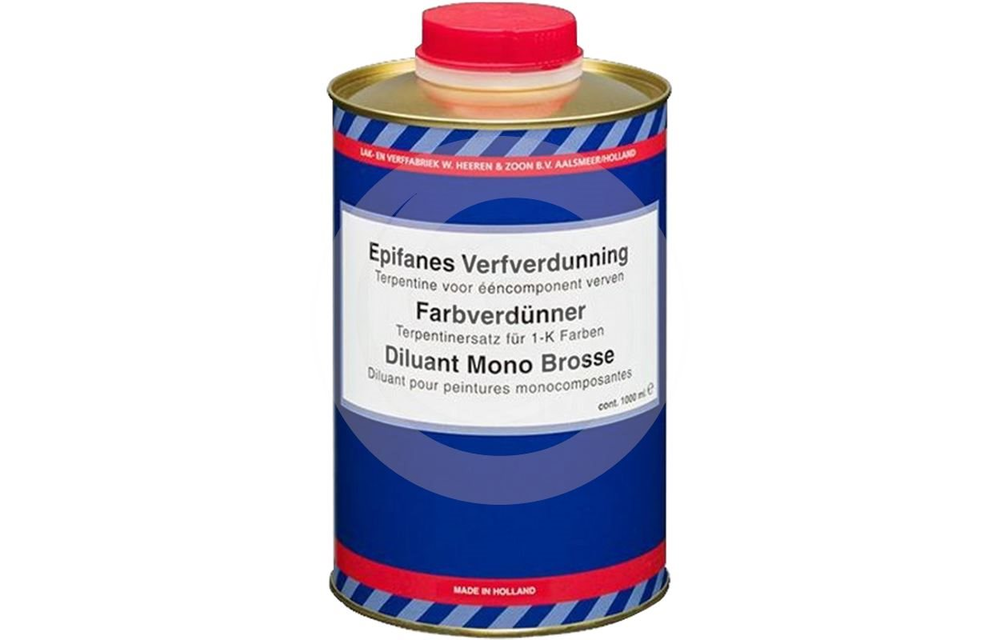 LAK- EN VERFFABRIEK W. HEEREN & ZOON B.V. AALSMEER/HOLLAND
Epifanes Verfverdunning
Terpentine voor ééncomponent verven
Farbverdünner
Terpentinersatz für 1-K Farben
Diluant Mono Brosse
Diluant pour peintures monocomposantes
cont. 1000 ml. ℮
MADE IN HOLLAND